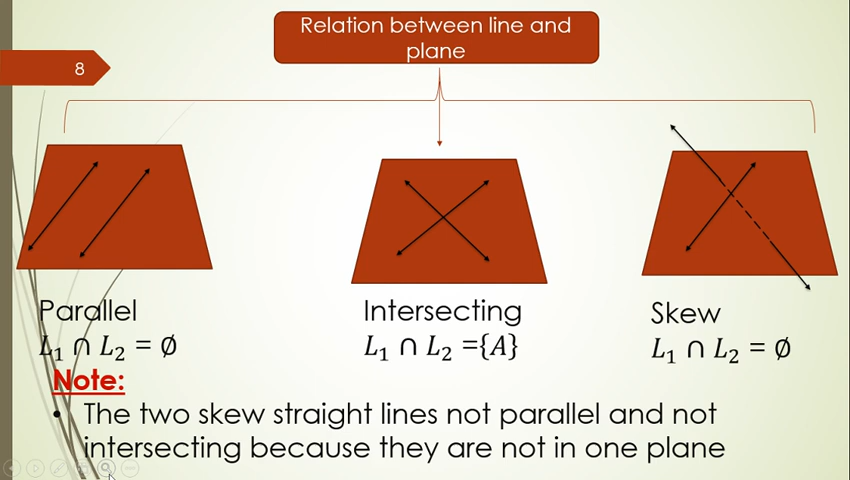 Relation between line and
plane
8
Parallel
L₁ ∩ L₂ = ∅
Intersecting
L₁ ∩ L₂ ={A}
Skew
L₁ ∩ L₂ = ∅
Note:
• The two skew straight lines not parallel and not
intersecting because they are not in one plane